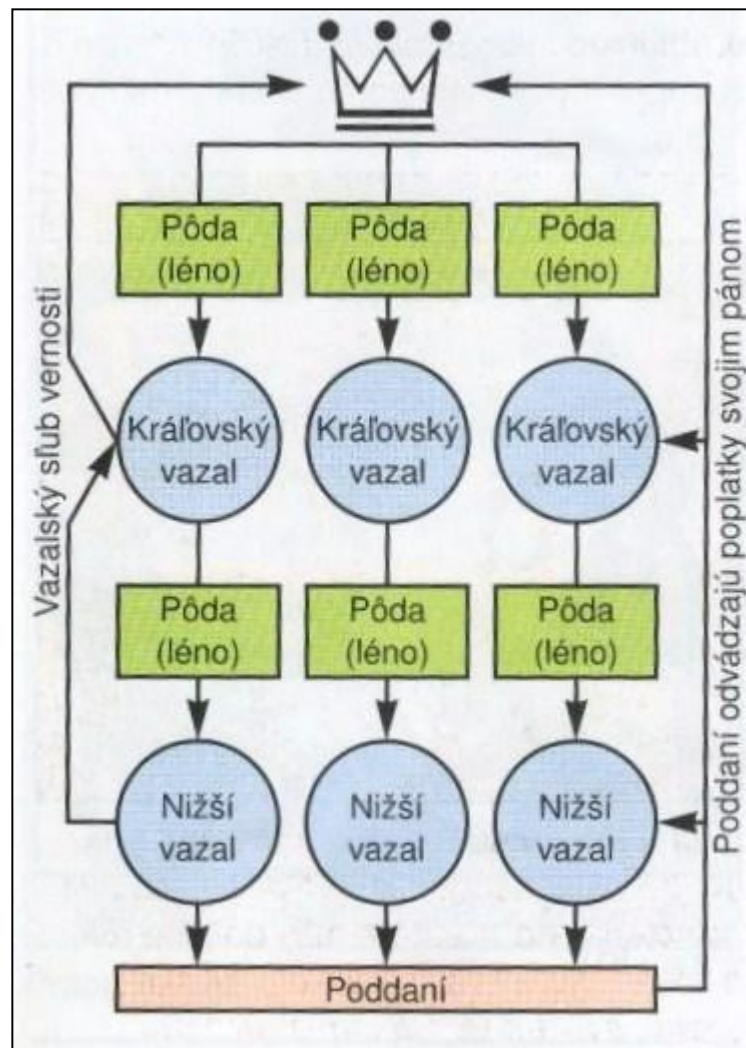 Pôda
(léno)
Pôda
(léno)
Pôda
(léno)
Kráľovský
vazal
Kráľovský
vazal
Kráľovský
vazal
Pôda
(léno)
Pôda
(léno)
Pôda
(léno)
Nižší
vazal
Nižší
vazal
Nižší
vazal
Poddaní
Vazalský sľub vernosti
Poddaní odvádzajú poplatky svojim pánom